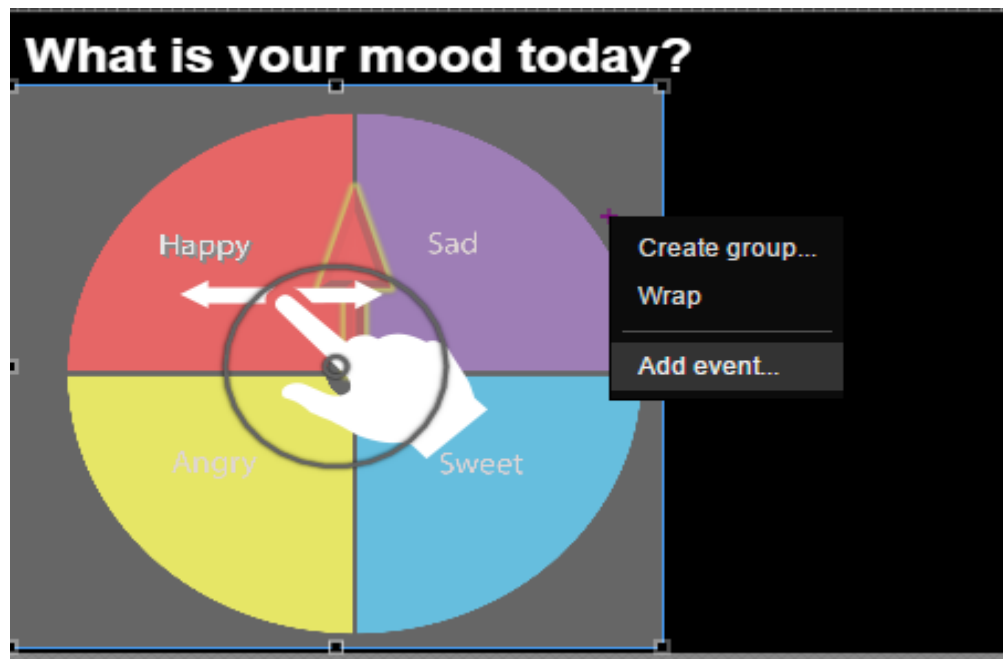 What is your mood today?
Happy
Sad
Create group...
Wrap
Add event...
Angry
Sweet